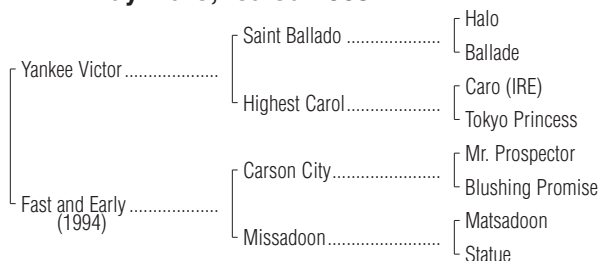 Halo
Saint Ballado ........................
Ballade
Yankee Victor ........................
Caro (IRE)
Highest Carol........................
Tokyo Princess
Mr. Prospector
Carson City...........................
Blushing Promise
Fast and Early ......................
(1994)
Matsadoon
Missadoon............................
Statue